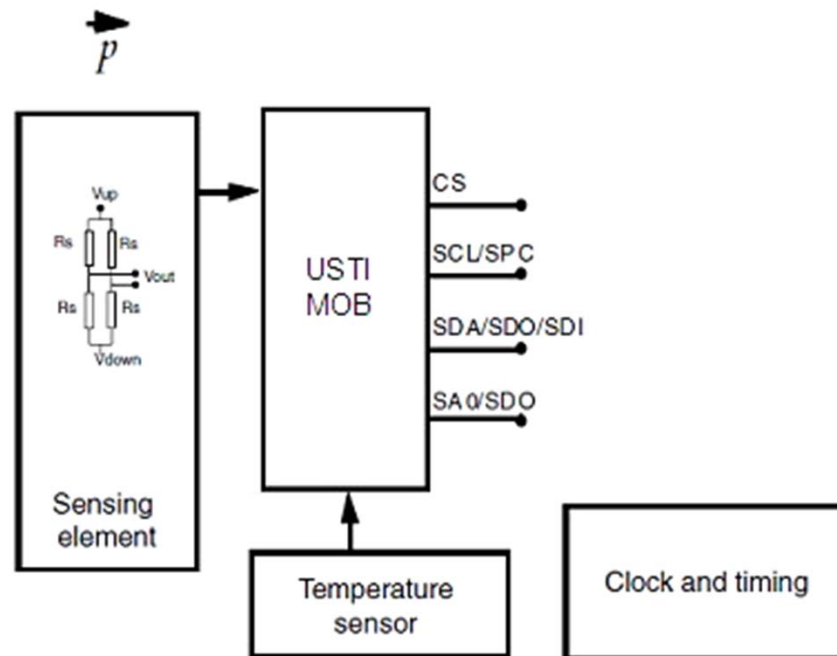 p
Vup
Rs Rs
Vout
Rs Rs
Vdown
Sensing
element
USTI
MOB
CS
SCL/SPC
SDA/SDO/SDI
SA0/SDO
Temperature
sensor
Clock and timing